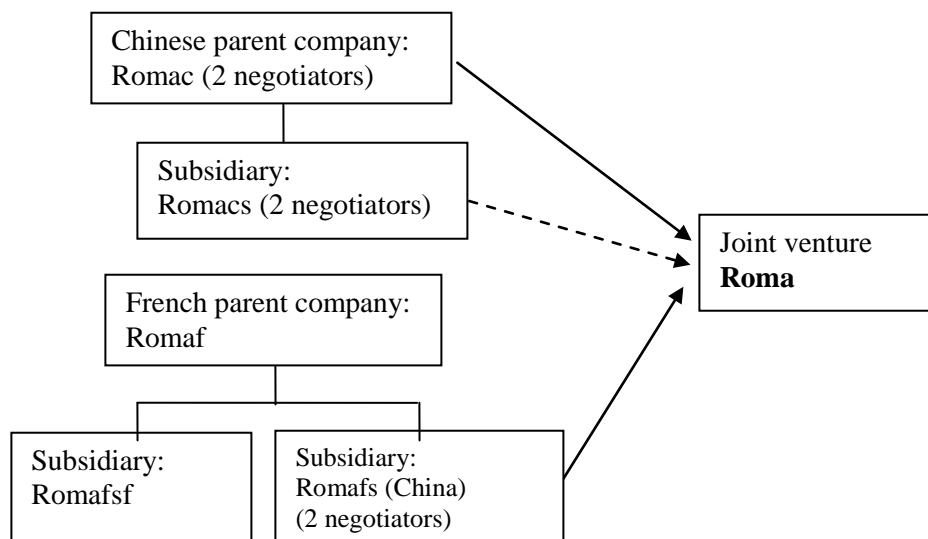 Chinese parent company:
Romac (2 negotiators)
Subsidiary:
Romacs (2 negotiators)
Joint venture
Roma
French parent company:
Romaf
Subsidiary:
Romafsf
Subsidiary:
Romafs (China)
(2 negotiators)